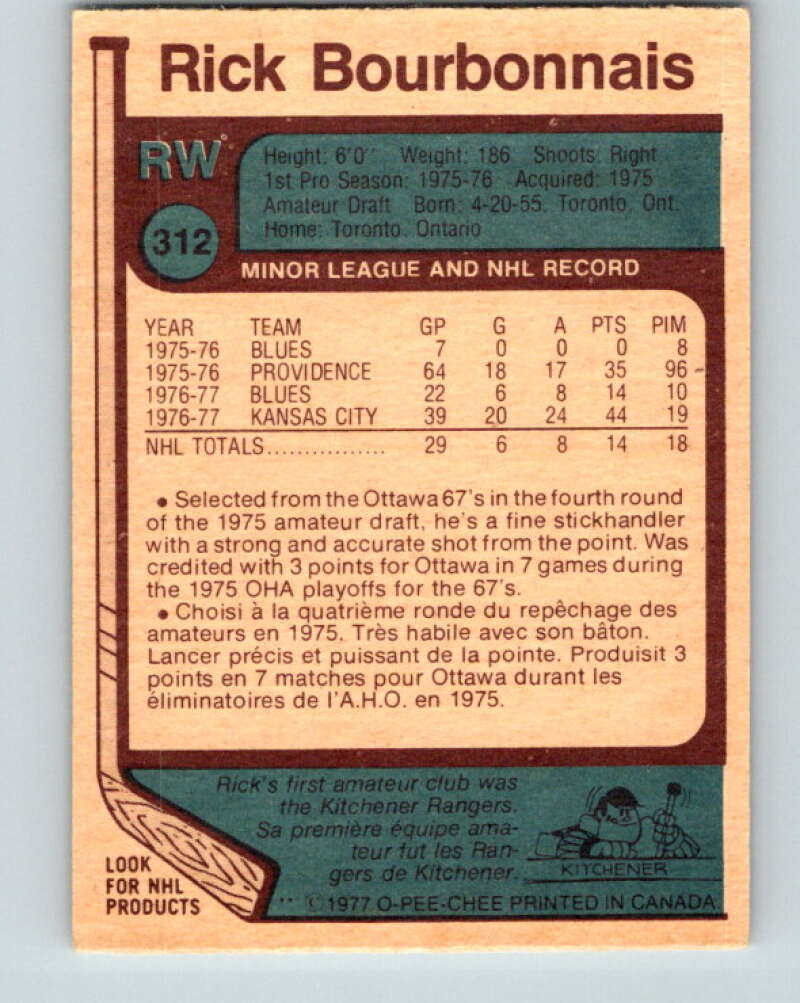 Rick Bourbonnais
RW
Height: 6'0" Weight: 186 Shoots: Right
1st Pro Season: 1975-76 Acquired: 1975
Amateur Draft Born: 4-20-55. Toronto, Ont.
Home: Toronto. Ontario
312
MINOR LEAGUE AND NHL RECORD
YEAR TEAM GP G A PTS PIM
1975-76 BLUES 7 0 0 0 8
1975-76 PROVIDENCE 64 18 17 35 96
1976-77 BLUES 22 6 8 14 10
1976-77 KANSAS CITY 39 20 24 44 19
NHL TOTALS................ 29 6 8 14 18
• Selected from the Ottawa 67's in the fourth round
of the 1975 amateur draft, he's a fine stickhandler
with a strong and accurate shot from the point. Was
credited with 3 points for Ottawa in 7 games during
the 1975 OHA playoffs for the 67's.
• Choisi à la quatrième ronde du repêchage des
amateurs en 1975. Très habile avec son bâton.
Lancer précis et puissant de la pointe. Produisit 3
points en 7 matches pour Ottawa durant les
éliminatoires de l'A.H.O. en 1975.
Rick's first amateur club was
the Kitchener Rangers.
Sa première équipe ama-
teur fut les Ran-
gers de Kitchener.
KITCHENER
LOOK
FOR NHL
PRODUCTS
** © 1977 O-PEE-CHEE PRINTED IN CANADA.